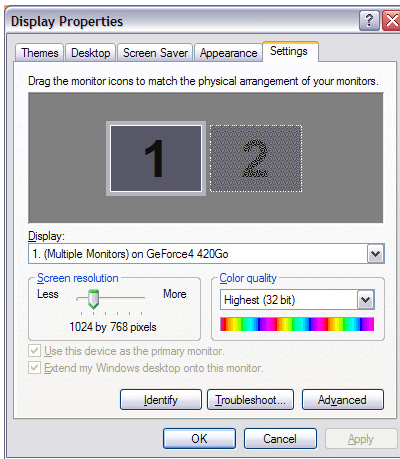 Display Properties
Themes Desktop Screen Saver Appearance Settings
Drag the monitor icons to match the physical arrangement of your monitors.
1 2
Display:
1. (Multiple Monitors) on GeForce4 420Go
Screen resolution
Less More
1024 by 768 pixels
Color quality
Highest (32 bit)
Use this device as the primary monitor.
Extend my Windows desktop onto this monitor.
Identify Troubleshoot... Advanced
OK Cancel Apply